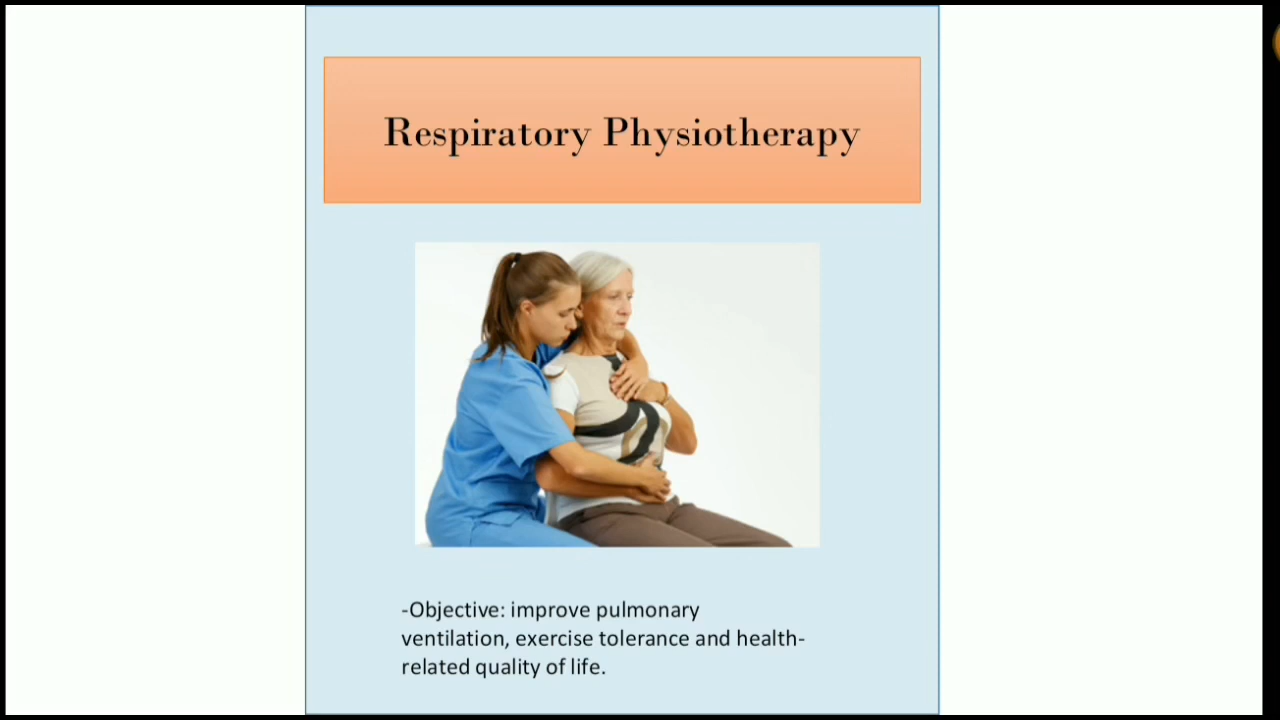 Respiratory Physiotherapy
-Objective: improve pulmonary
ventilation, exercise tolerance and health-
related quality of life.